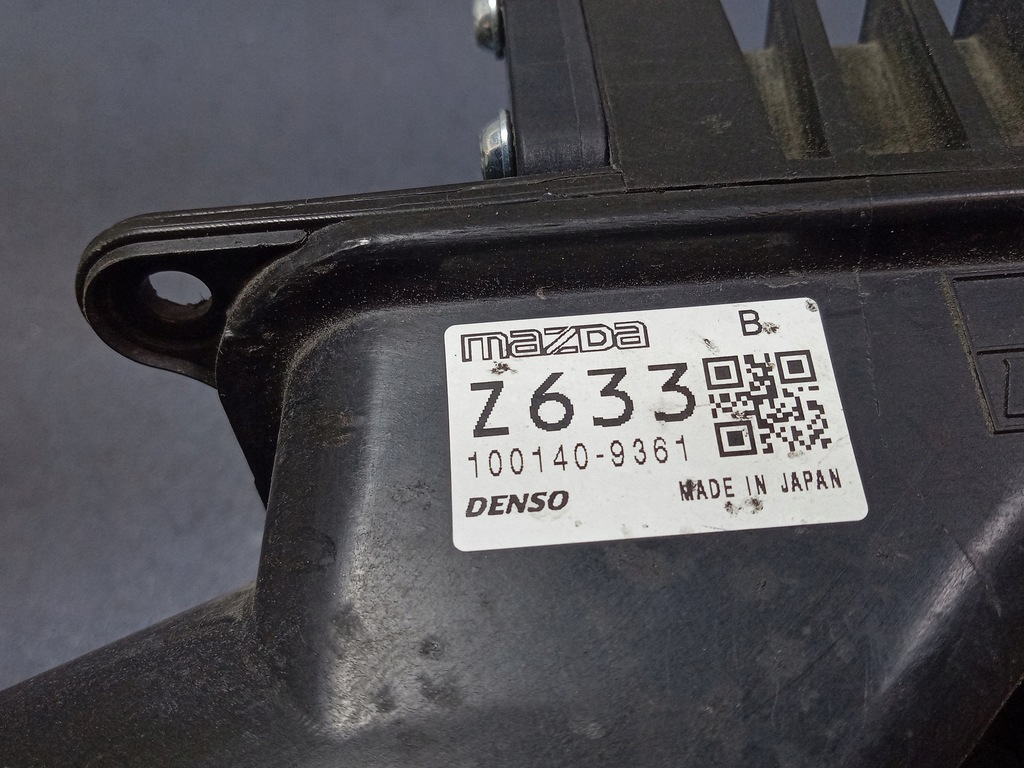 mazda B
Z633
100140-9361
DENSO MADE IN JAPAN